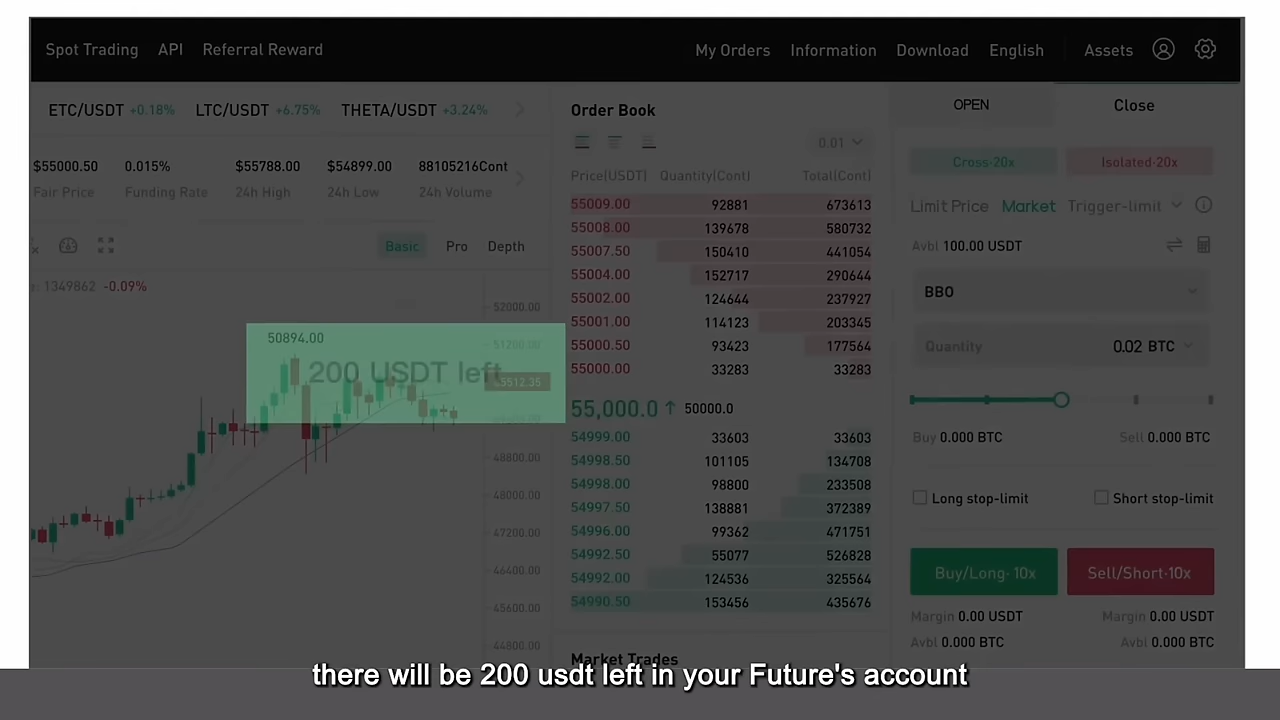 Spot Trading API Referral Reward My Orders Information Download English Assets
ETC/USDT +0.18% LTC/USDT +6.75% THETA/USDT +3.24%
$55000.50 0.015% $55788.00 $54899.00 88105216Cont
Fair Price Funding Rate 24h High 24h Low 24h Volume
Basic Pro Depth
1349862 -0.09%
52000.00
50894.00
51200.00
200 USDT left
5512.35
48800.00
48000.00
47200.00
46400.00
45600.00
44800.00
Order Book
0.01
Price(USDT) Quantity(Cont) Total(Cont)
55009.00 92881 673613
55008.00 139678 580732
55007.50 150410 441054
55004.00 152717 290644
55002.00 124644 237927
55001.00 114123 203345
55000.50 93423 177564
55000.00 33283 33283
55,000.0 ↑ 50000.0
54999.00 33603 33603
54998.50 101105 134708
54998.00 98800 233508
54997.50 138881 372389
54996.00 99362 471751
54992.50 55077 526828
54992.00 124536 325564
54990.50 153456 435676
Market Trades
OPEN Close
Cross·20x Isolated·20x
Limit Price Market Trigger-limit
Avbl 100.00 USDT
BBO
Quantity 0.02 BTC
Buy 0.000 BTC Sell 0.000 BTC
Long stop-limit Short stop-limit
Buy/Long·10x Sell/Short·10x
Margin 0.00 USDT Margin 0.00 USDT
Avbl 0.000 BTC Avbl 0.000 BTC
there will be 200 usdt left in your Future's account